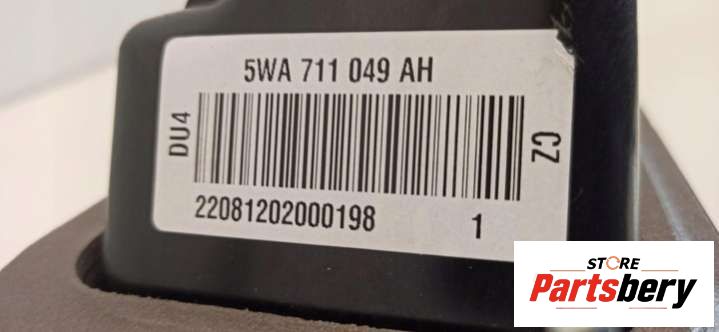 5WA 711 049 AH
DU4
CZ
22081202000198
1
STORE
Partsbery